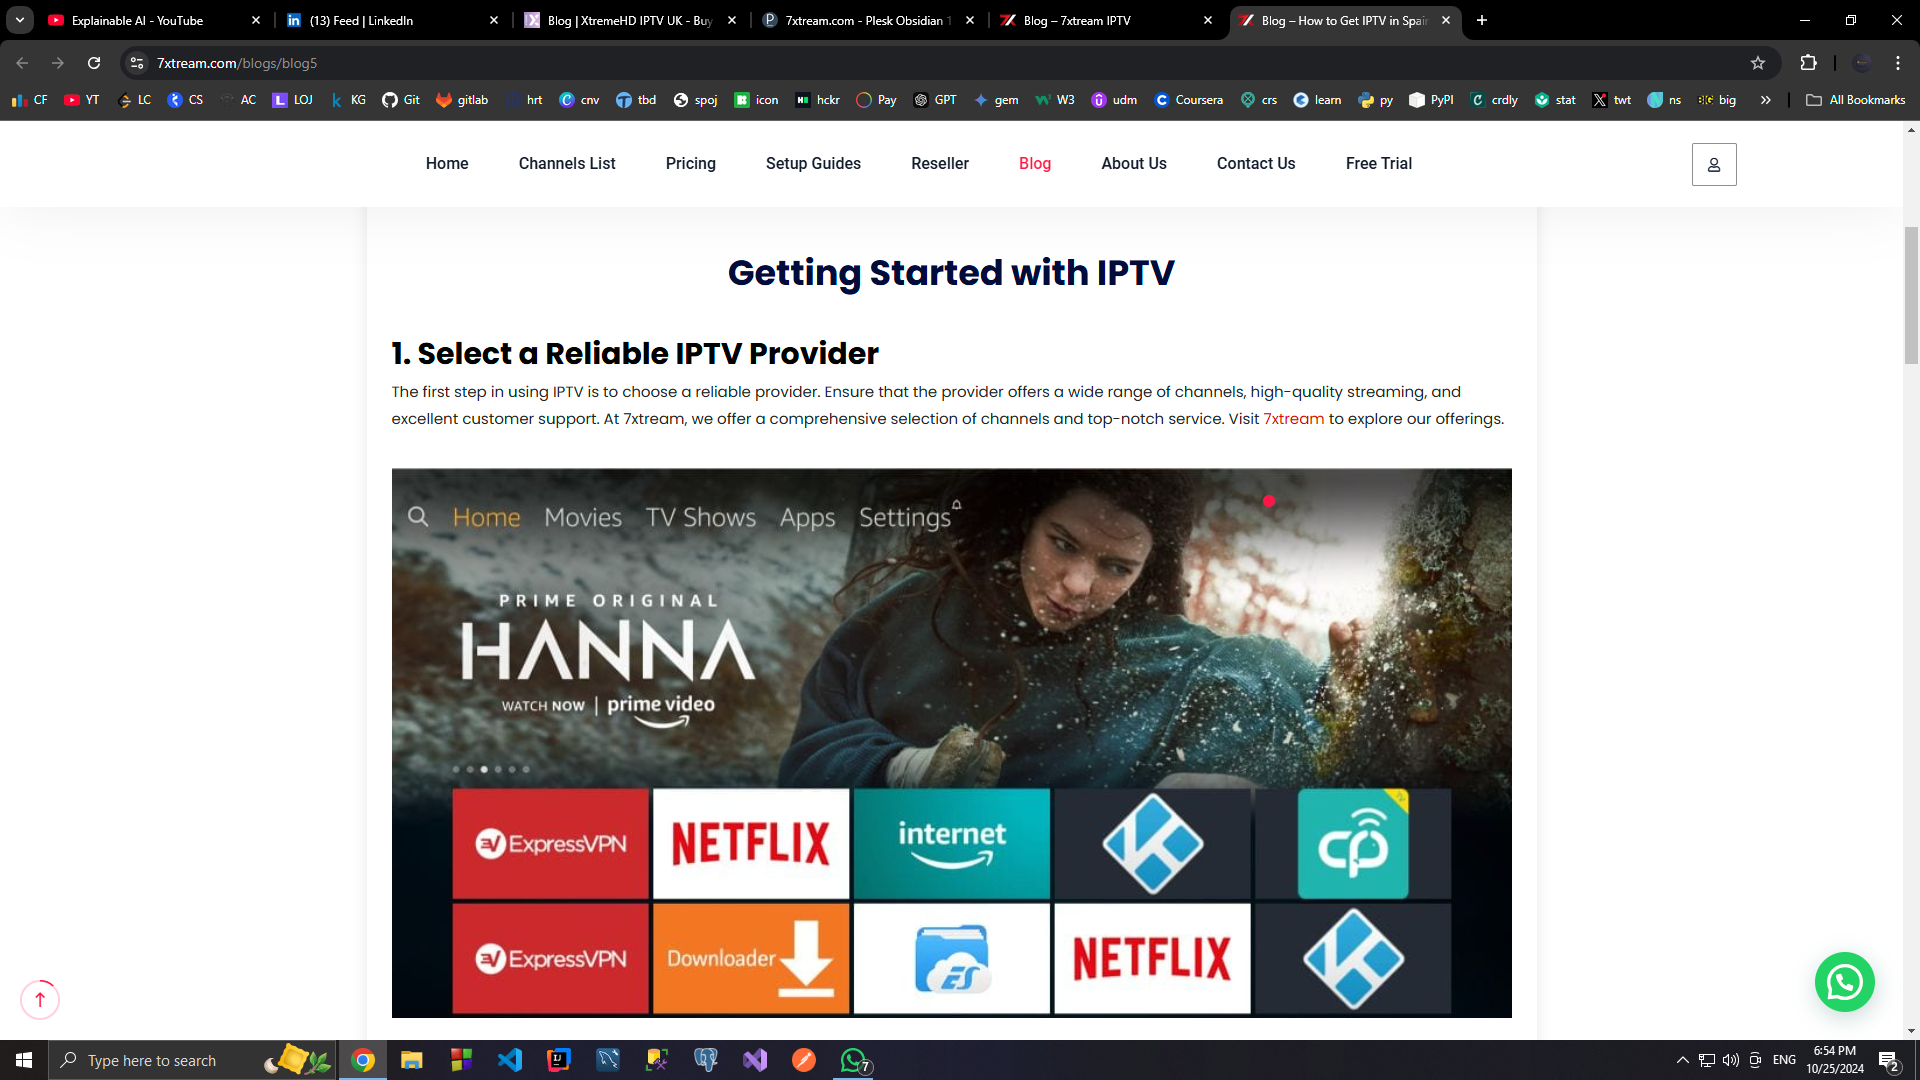 Explainable AI - YouTube
(13) Feed | LinkedIn
Blog | XtremeHD IPTV UK - Buy
7xtream.com - Plesk Obsidian 1
Blog – 7xtream IPTV
Blog – How to Get IPTV in Spain
7xtream.com/blogs/blog5
CF YT LC CS AC LOJ KG Git gitlab hrt cnv tbd spoj icon hckr Pay GPT gem W3 udm Coursera crs learn py PyPI crdly stat twt ns big » All Bookmarks
Home Channels List Pricing Setup Guides Reseller Blog About Us Contact Us Free Trial
Getting Started with IPTV
1. Select a Reliable IPTV Provider
The first step in using IPTV is to choose a reliable provider. Ensure that the provider offers a wide range of channels, high-quality streaming, and
excellent customer support. At 7xtream, we offer a comprehensive selection of channels and top-notch service. Visit 7xtream to explore our offerings.
Home Movies TV Shows Apps Settings
PRIME ORIGINAL
HANNA
WATCH NOW | prime video
ExpressVPN NETFLIX internet
ExpressVPN Downloader ES NETFLIX
Type here to search
7
ENG
6:54 PM
10/25/2024
2